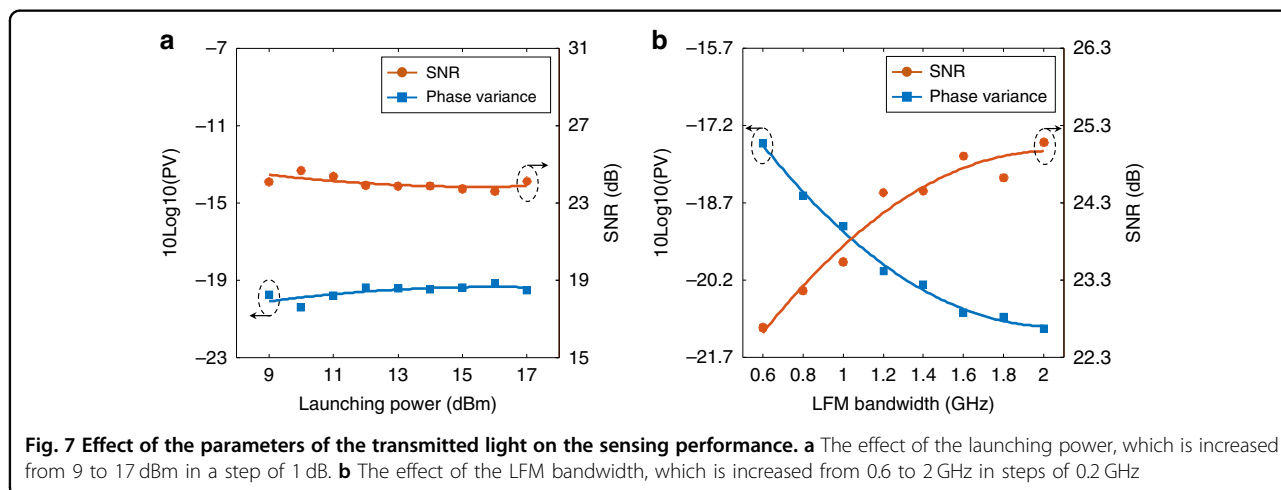 a
b
−7
−11
−15
−19
−23
10Log10(PV)
31
27
23
19
15
SNR (dB)
SNR
Phase variance
9 11 13 15 17
Launching power (dBm)
−15.7
−17.2
−18.7
−20.2
−21.7
10Log10(PV)
26.3
25.3
24.3
23.3
22.3
SNR (dB)
SNR
Phase variance
0.6 0.8 1 1.2 1.4 1.6 1.8 2
LFM bandwidth (GHz)
Fig. 7 Effect of the parameters of the transmitted light on the sensing performance. a The effect of the launching power, which is increased
from 9 to 17 dBm in a step of 1 dB. b The effect of the LFM bandwidth, which is increased from 0.6 to 2 GHz in steps of 0.2 GHz